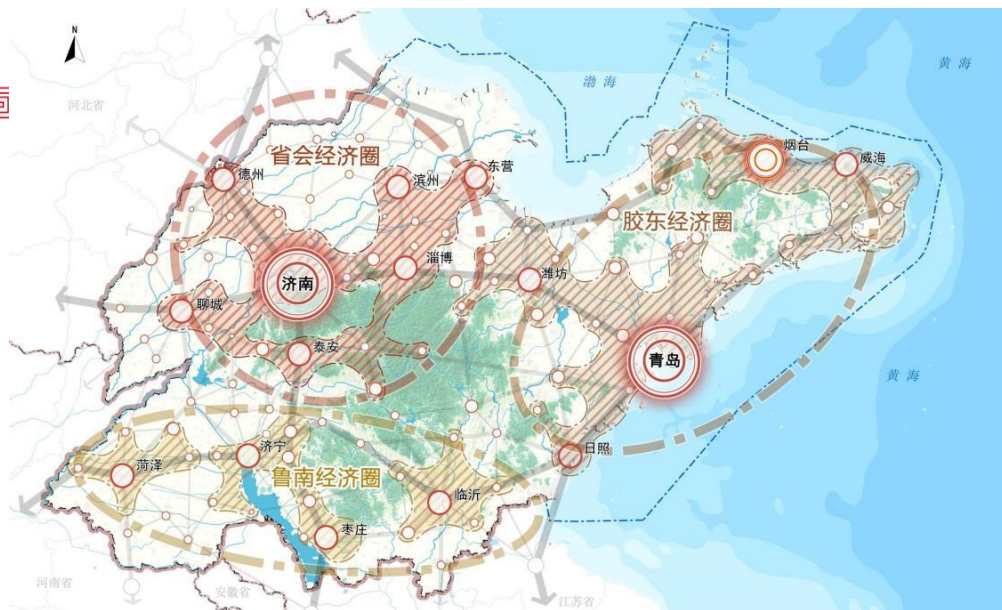 N
黄海
渤海
河北省
烟台
威海
省会经济圈
东营
德州
滨州
胶东经济圈
淄博
潍坊
济南
聊城
青岛
泰安
黄海
济宁
日照
菏泽
鲁南经济圈
临沂
枣庄
河南省
安徽省
江苏省